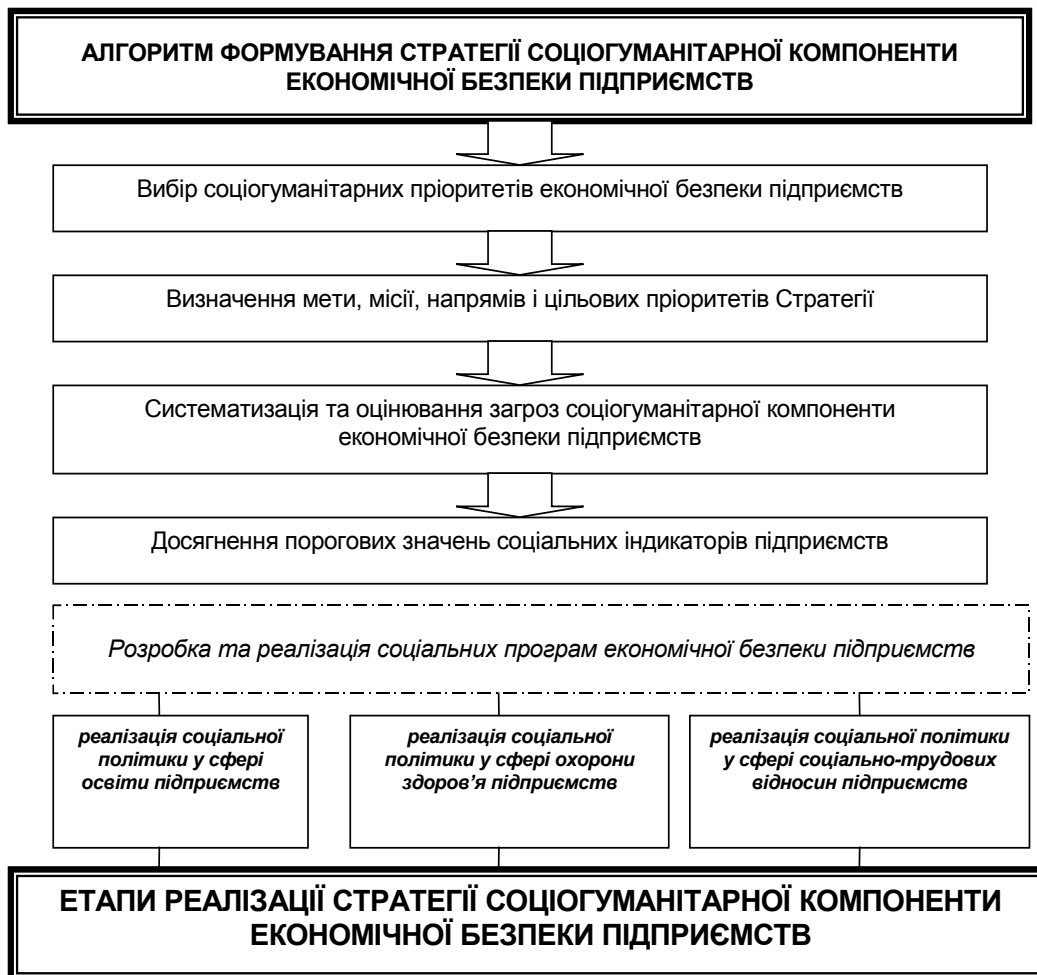 АЛГОРИТМ ФОРМУВАННЯ СТРАТЕГІЇ СОЦІОГУМАНІТАРНОЇ КОМПОНЕНТИ
ЕКОНОМІЧНОЇ БЕЗПЕКИ ПІДПРИЄМСТВ
Вибір соціогуманітарних пріоритетів економічної безпеки підприємств
Визначення мети, місії, напрямів і цільових пріоритетів Стратегії
Систематизація та оцінювання загроз соціогуманітарної компоненти
економічної безпеки підприємств
Досягнення порогових значень соціальних індикаторів підприємств
Розробка та реалізація соціальних програм економічної безпеки підприємств
реалізація соціальної
політики у сфері
освіти підприємств
реалізація соціальної
політики у сфері охорони
здоров'я підприємств
реалізація соціальної політики
у сфері соціально-трудових
відносин підприємств
ЕТАПИ РЕАЛІЗАЦІЇ СТРАТЕГІЇ СОЦІОГУМАНІТАРНОЇ КОМПОНЕНТИ
ЕКОНОМІЧНОЇ БЕЗПЕКИ ПІДПРИЄМСТВ